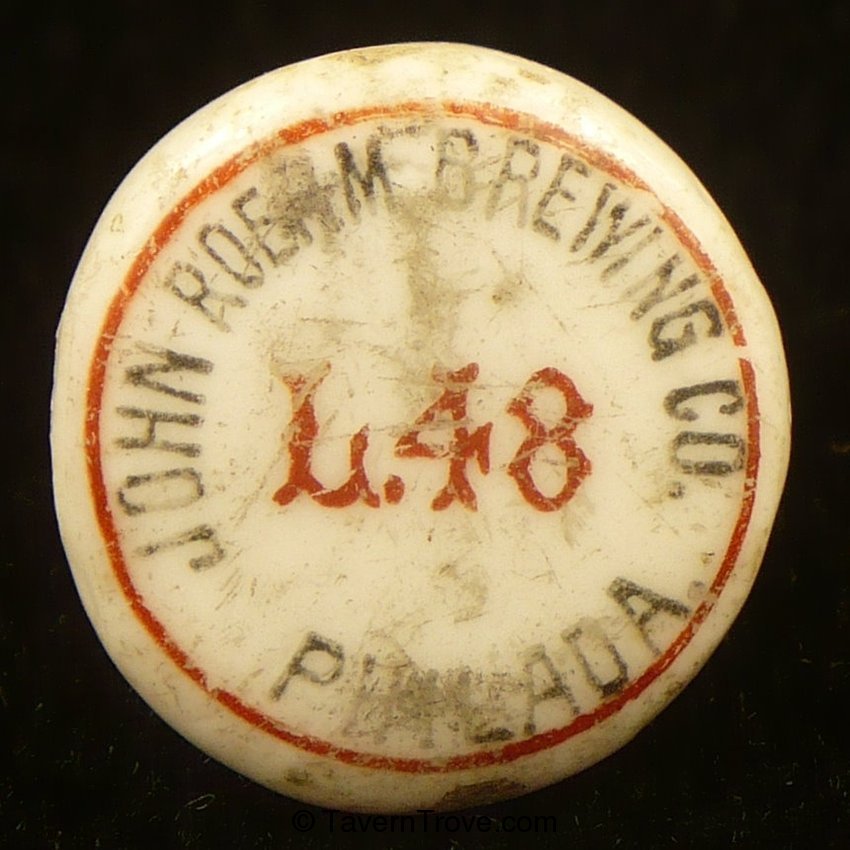 JOHN ROEHM BREWING CO.
L.48
PHILADA.
© TavernTrove.com